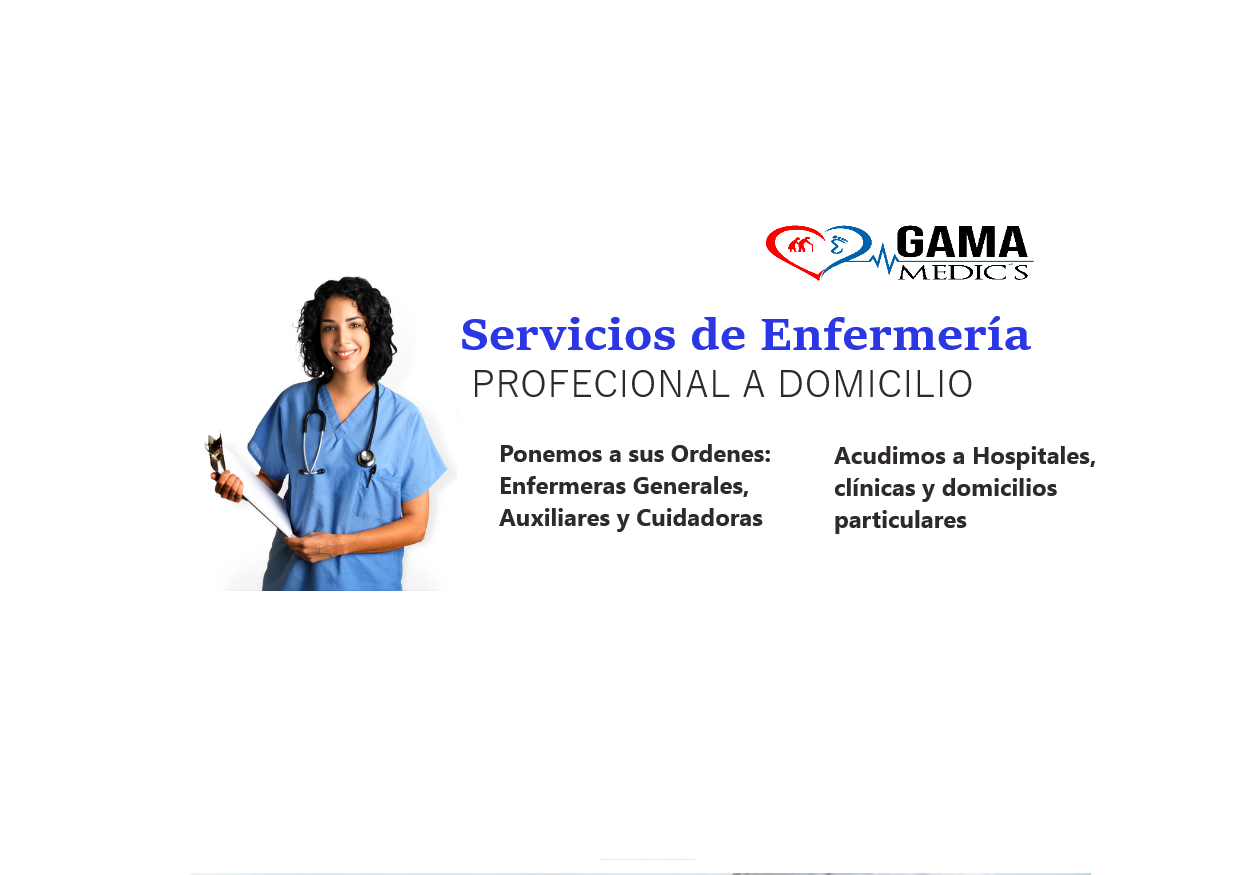 GAMA
MEDIC´S
Servicios de Enfermería
PROFECIONAL A DOMICILIO
Ponemos a sus Ordenes:
Enfermeras Generales,
Auxiliares y Cuidadoras
Acudimos a Hospitales,
clínicas y domicilios
particulares